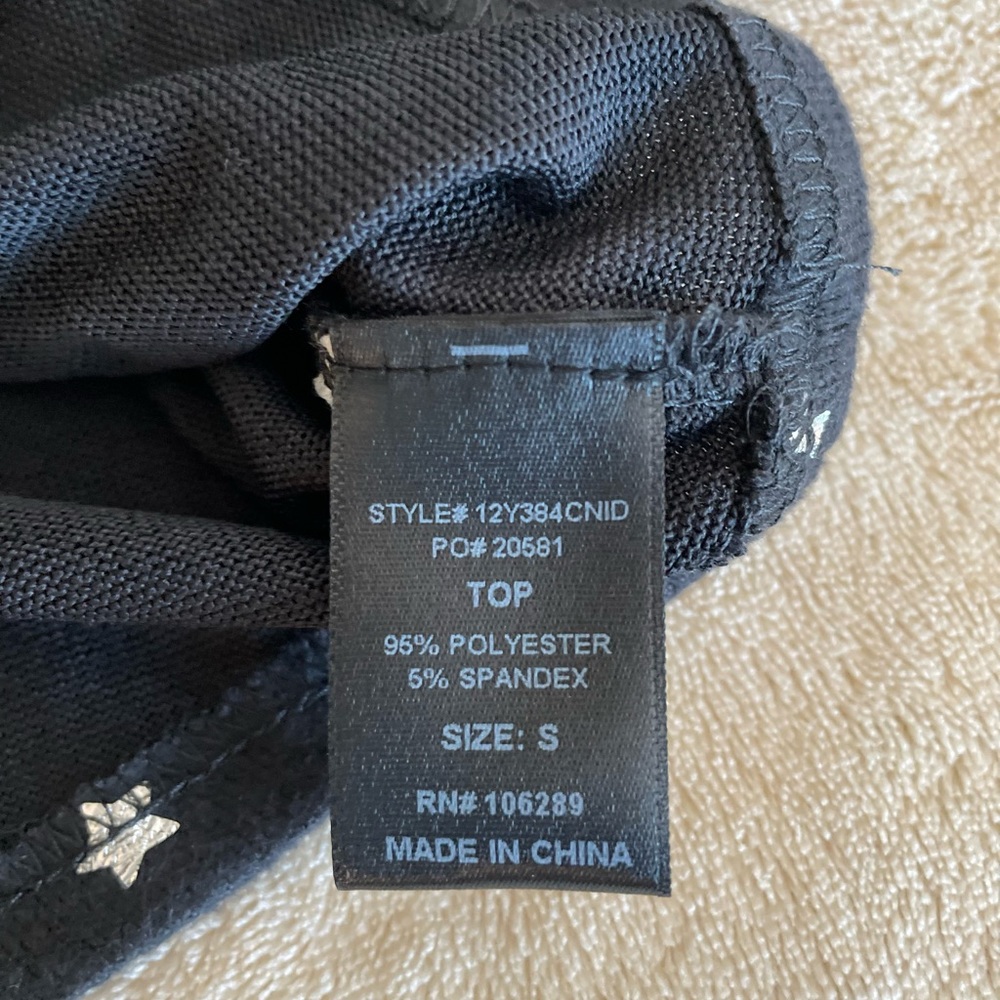 STYLE# 12Y384CNID
PO# 20581
TOP
95% POLYESTER
5% SPANDEX
SIZE: S
RN# 106289
MADE IN CHINA